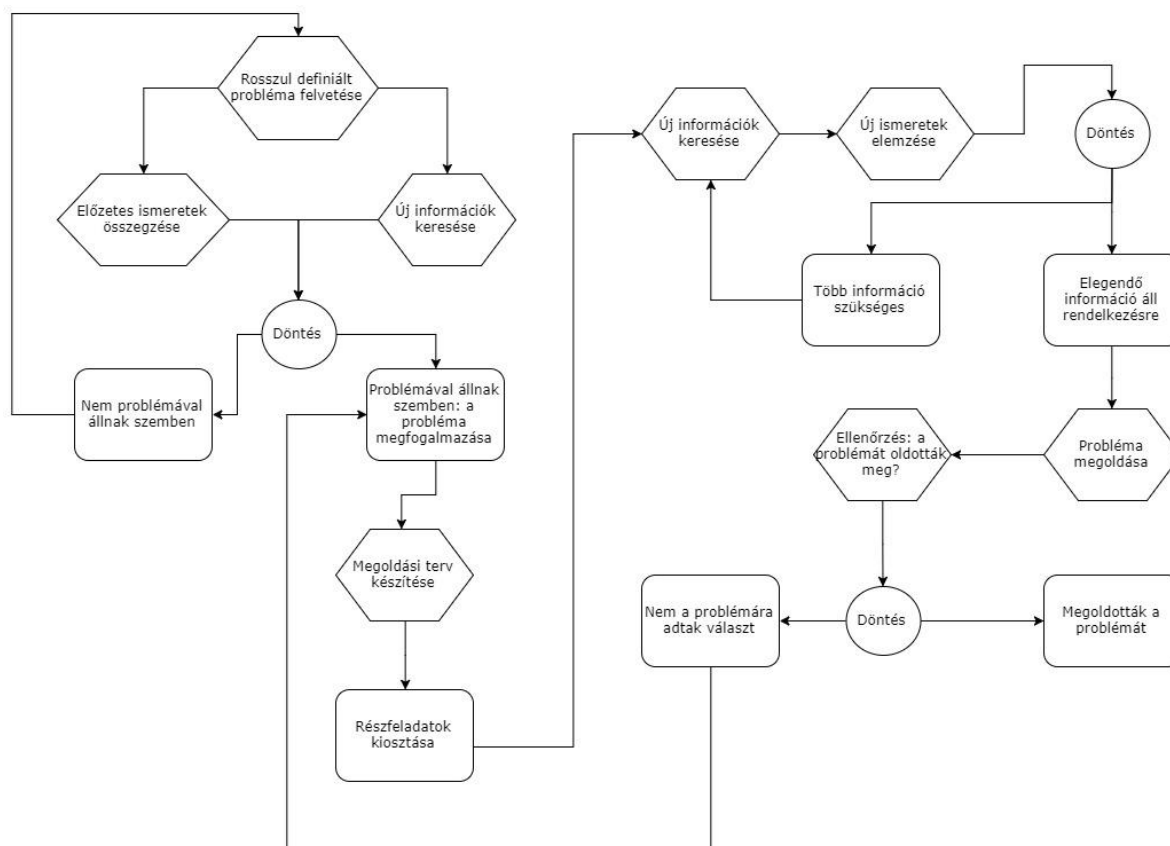 Rosszul definiált
probléma felvetése
Előzetes ismeretek
összegzése
Új információk
keresése
Döntés
Nem problémával
állnak szemben
Problémával állnak
szemben: a
probléma
megfogalmazása
Megoldási terv
készítése
Részfeladatok
kiosztása
Új információk
keresése
Új ismeretek
elemzése
Döntés
Több információ
szükséges
Elegendő
információ áll
rendelkezésre
Probléma
megoldása
Ellenőrzés: a
problémát oldották
meg?
Döntés
Nem a problémára
adtak választ
Megoldották a
problémát